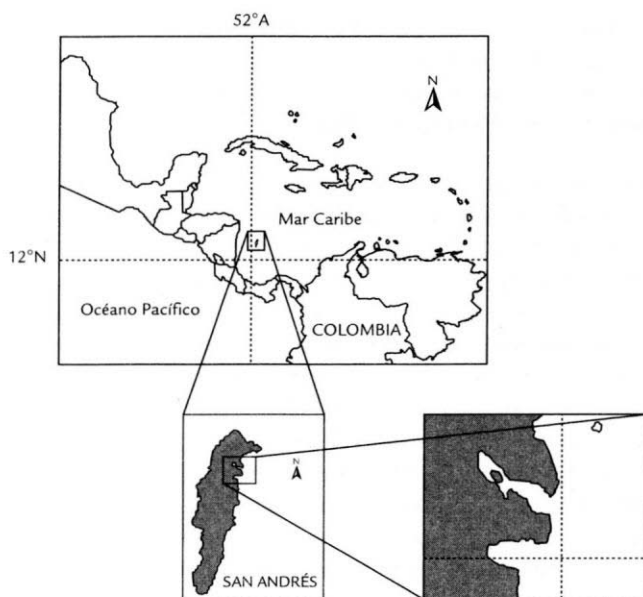 52°A
N
Mar Caribe
12°N
Océano Pacífico
COLOMBIA
N
SAN ANDRÉS